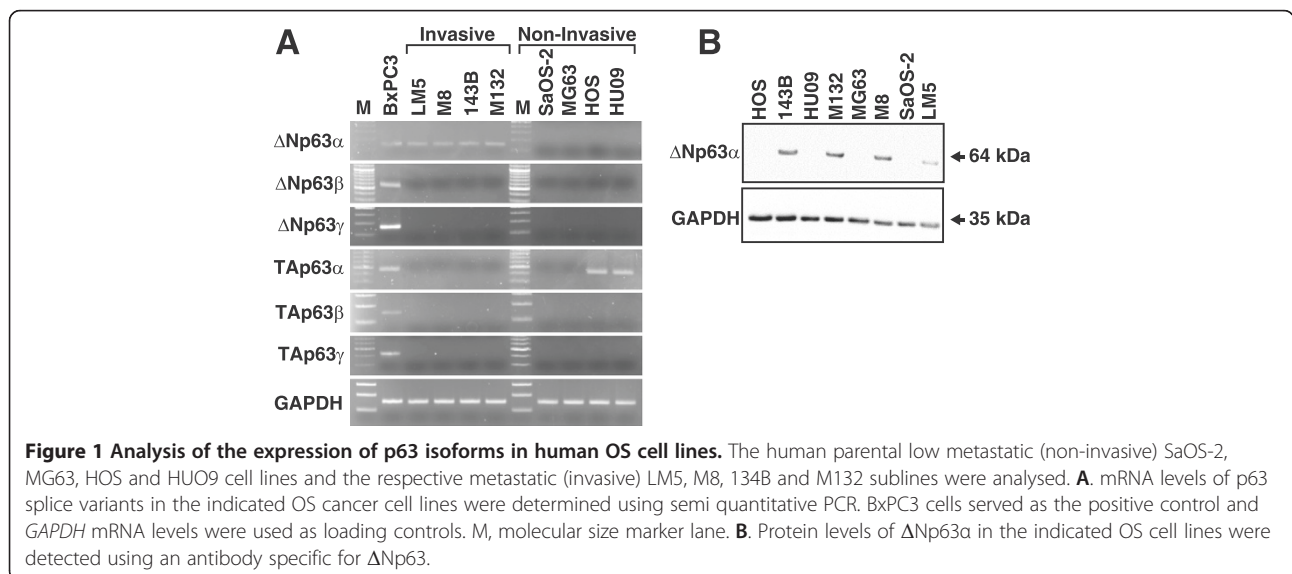 A
Invasive
Non-Invasive
M
BxPC3
LM5
M8
143B
M132
M
SaOS-2
MG63
HOS
HU09
ΔNp63α
ΔNp63β
ΔNp63γ
TAp63α
TAp63β
TAp63γ
GAPDH
B
HOS
143B
HU09
M132
MG63
M8
SaOS-2
LM5
ΔNp63α
64 kDa
GAPDH
35 kDa
Figure 1 Analysis of the expression of p63 isoforms in human OS cell lines. The human parental low metastatic (non-invasive) SaOS-2,
MG63, HOS and HUO9 cell lines and the respective metastatic (invasive) LM5, M8, 134B and M132 sublines were analysed. A. mRNA levels of p63
splice variants in the indicated OS cancer cell lines were determined using semi quantitative PCR. BxPC3 cells served as the positive control and
GAPDH mRNA levels were used as loading controls. M, molecular size marker lane. B. Protein levels of ΔNp63α in the indicated OS cell lines were
detected using an antibody specific for ΔNp63.